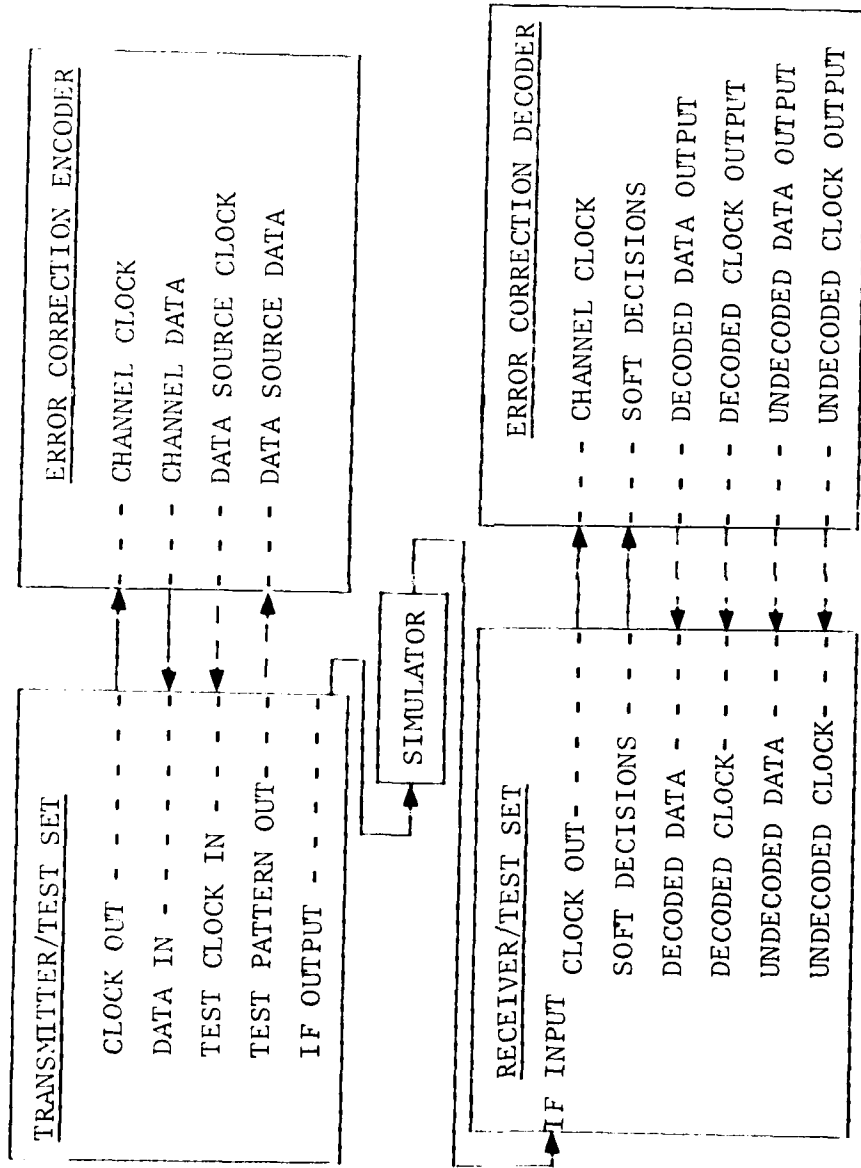 TRANSMITTER/TEST SET
CLOCK OUT
DATA IN
TEST CLOCK IN
TEST PATTERN OUT
IF OUTPUT
ERROR CORRECTION ENCODER
CHANNEL CLOCK
CHANNEL DATA
DATA SOURCE CLOCK
DATA SOURCE DATA
SIMULATOR
RECEIVER/TEST SET
IF INPUT
CLOCK OUT
SOFT DECISIONS
DECODED DATA
DECODED CLOCK
UNDECODED DATA
UNDECODED CLOCK
ERROR CORRECTION DECODER
CHANNEL CLOCK
SOFT DECISIONS
DECODED DATA OUTPUT
DECODED CLOCK OUTPUT
UNDECODED DATA OUTPUT
UNDECODED CLOCK OUTPUT